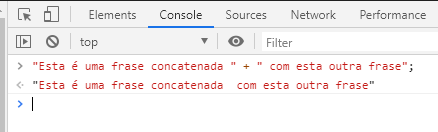 Elements Console Sources Network Performance
top Filter
> "Esta é uma frase concatenada " + " com esta outra frase";
<· "Esta é uma frase concatenada  com esta outra frase"
>